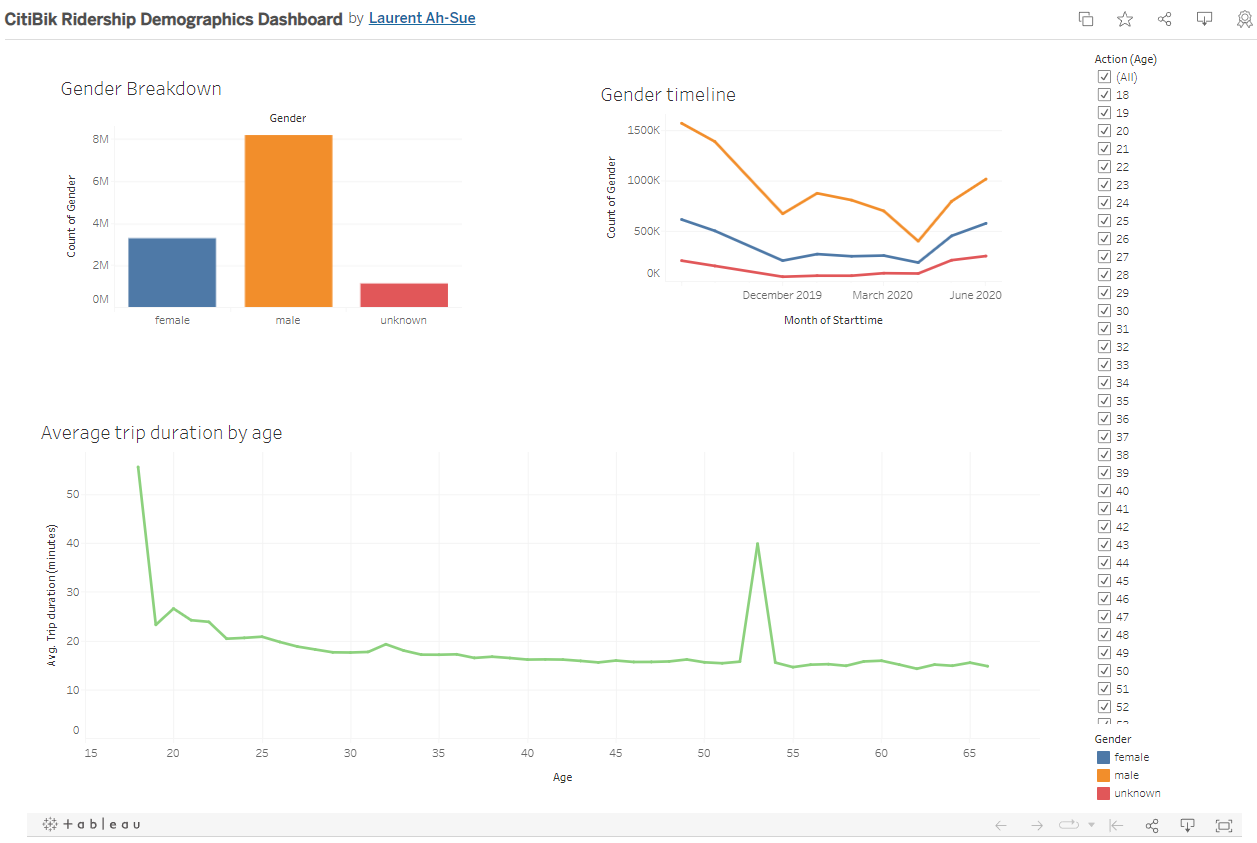 CitiBik Ridership Demographics Dashboard by Laurent Ah-Sue
Gender Breakdown
Gender
Count of Gender
8M
6M
4M
2M
0M
female male unknown
Gender timeline
Count of Gender
1500K
1000K
500K
0K
December 2019 March 2020 June 2020
Month of Starttime
Average trip duration by age
Avg. Trip duration (minutes)
50
40
30
20
10
0
15 20 25 30 35 40 45 50 55 60 65
Age
Action (Age)
(All)
18
19
20
21
22
23
24
25
26
27
28
29
30
31
32
33
34
35
36
37
38
39
40
41
42
43
44
45
46
47
48
49
50
51
52
Gender
female
male
unknown
+ableau